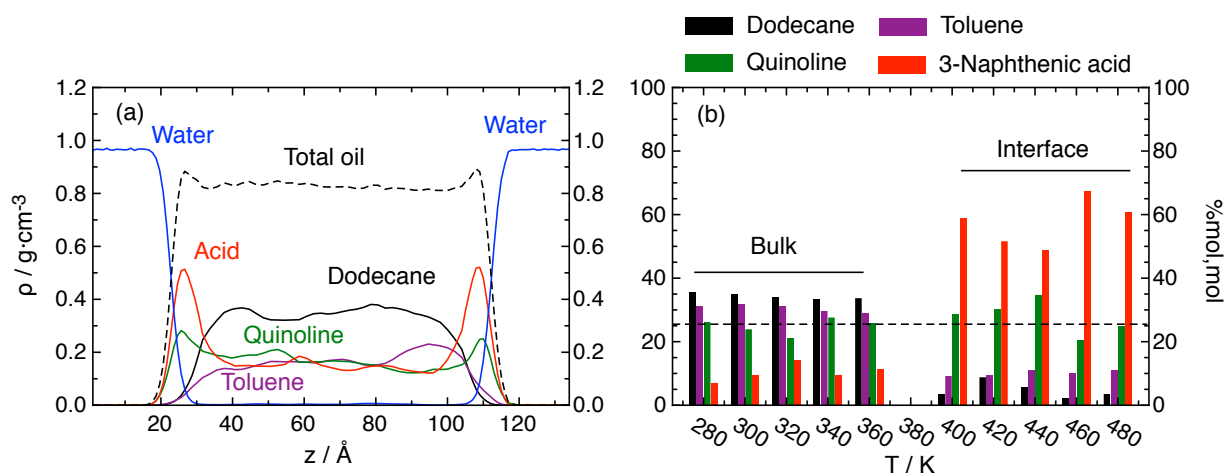 Dodecane
Toluene
Quinoline
3-Naphthenic acid
1.2
1.0
0.8
0.6
0.4
0.2
0.0
ρ / g·cm-3
(a)
Water
Water
Total oil
Acid
Dodecane
Quinoline
Toluene
1.2
1.0
0.8
0.6
0.4
0.2
0.0
20
40
60
80
100
120
z / Å
100
80
60
40
20
0
(b)
Interface
Bulk
100
80
60
40
20
0
%mol,mol
280
300
320
340
360
380
400
420
440
460
480
T / K